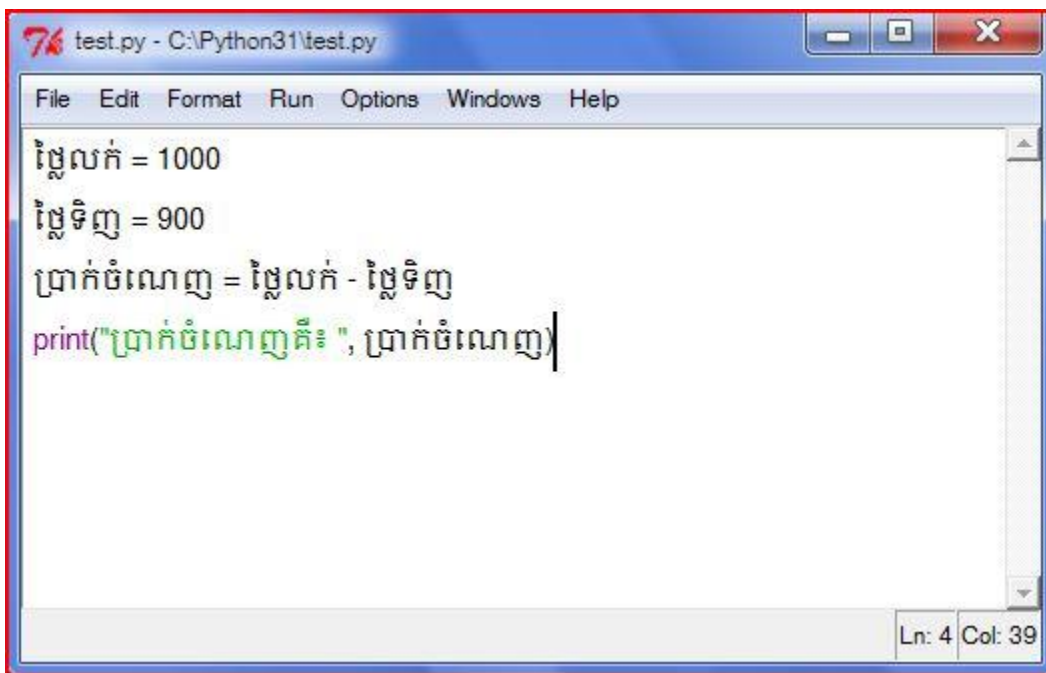 test.py - C:\Python31\test.py
File Edit Format Run Options Windows Help
ថ្លៃលក់ = 1000
ថ្លៃទិញ = 900
ប្រាក់ចំណេញ = ថ្លៃលក់ - ថ្លៃទិញ
print("ប្រាក់ចំណេញគឺ៖ ", ប្រាក់ចំណេញ)
Ln: 4 Col: 39